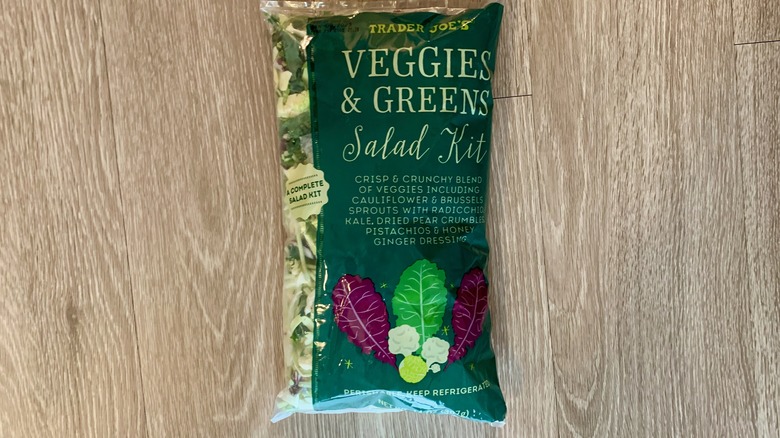 TRADER JOE'S
VEGGIES
& GREENS
Salad Kit
A COMPLETE
SALAD KIT
CRISP & CRUNCHY BLEND
OF VEGGIES INCLUDING
CAULIFLOWER & BRUSSELS
SPROUTS WITH RADICCHIO
KALE, DRIED PEAR CRUMBLES
PISTACHIOS & HONEY
GINGER DRESSING
PERISHABLE KEEP REFRIGERATED